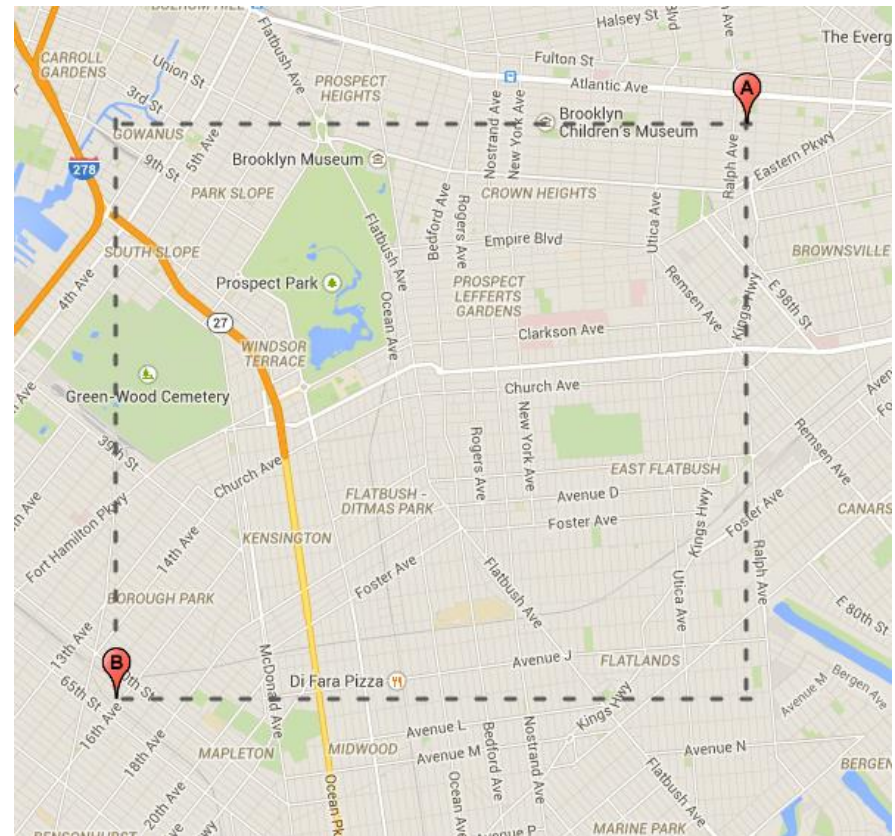 Halsey St
Blvd
The Everg
CARROLL
GARDENS
Union St
Flatbush Ave
Fulton St
Atlantic Ave
PROSPECT
HEIGHTS
A
3rd St
Nostrand Ave
New York Ave
Brooklyn
Children's Museum
GOWANUS
5th Ave
9th St
Brooklyn Museum
Ralph Ave
Eastern Pkwy
278
PARK SLOPE
Bedford Ave
Rogers Ave
CROWN HEIGHTS
Flatbush Ave
Utica Ave
Empire Blvd
SOUTH SLOPE
BROWNSVILLE
4th Ave
Prospect Park
PROSPECT
LEFFERTS
GARDENS
Remsen Ave
Kings Hwy
E 98th St
Ocean Ave
27
Clarkson Ave
WINDSOR
TERRACE
Church Ave
Green-Wood Cemetery
Aven
Fo
39th St
Rogers Ave
New York Ave
Remsen Ave
Church Ave
EAST FLATBUSH
FLATBUSH -
DITMAS PARK
Avenue D
Foster Ave
Kings Hwy
Foster Ave
CANARS
7th Ave
Fort Hamilton Pkwy
14th Ave
KENSINGTON
Foster Ave
Flatbush Ave
Utica Ave
Ralph Ave
BOROUGH PARK
E 80th St
13th Ave
B
McDonald Ave
Avenue J
FLATLANDS
65th St
0th St
Di Fara Pizza
Bergen Ave
Avenue M
16th Ave
18th Ave
Kings Hwy
Avenue L
MAPLETON
MIDWOOD
Avenue M
Bedford Ave
Nostrand Ave
Avenue N
BERGEN
20th Ave
Ocean Pk
Ocean Ave
Flatbush Ave
Avenue P
MARINE PARK